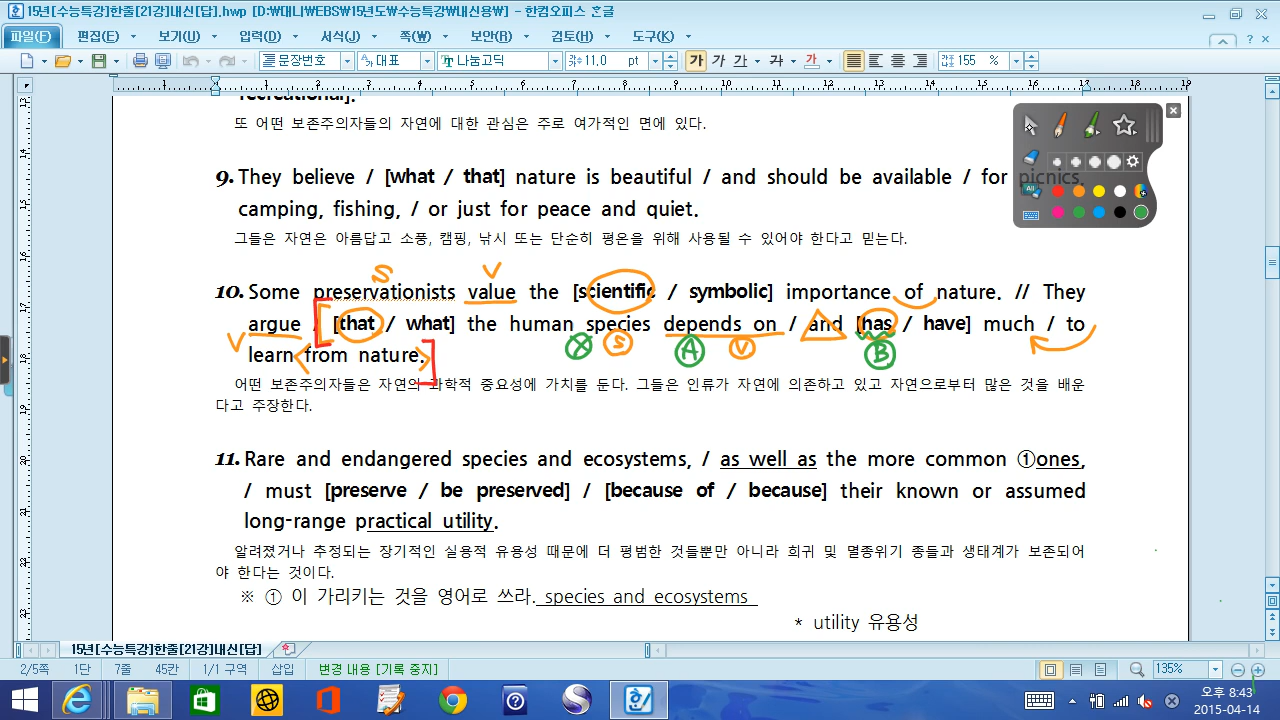 15년[수능특강]한줄[21강]내신[답].hwp [D:₩대니₩EBS₩15년도₩수능특강₩내신용₩] - 한컴오피스 흔글
파일(F) 편집(E) 보기(U) 입력(D) 서식(J) 쪽(W) 보안(B) 검토(H) 도구(K)
문장번호 대표 나눔고딕 11.0 pt 가 가 가 가 가 155 %
recreational].
또 어떤 보존주의자들의 자연에 대한 관심은 주로 여가적인 면에 있다.
9. They believe / [what / that] nature is beautiful / and should be available / for picnics,
camping, fishing, / or just for peace and quiet.
그들은 자연은 아름답고 소풍, 캠핑, 낚시 또는 단순히 평온을 위해 사용될 수 있어야 한다고 믿는다.
S V
10. Some preservationists value the [scientific / symbolic] importance of nature. // They
argue / [that / what] the human species depends on / and [has / have] much / to
V X S A V B
learn from nature.
어떤 보존주의자들은 자연의 과학적 중요성에 가치를 둔다. 그들은 인류가 자연에 의존하고 있고 자연으로부터 많은 것을 배운
다고 주장한다.
11. Rare and endangered species and ecosystems, / as well as the more common ①ones,
/ must [preserve / be preserved] / [because of / because] their known or assumed
long-range practical utility.
알려졌거나 추정되는 장기적인 실용적 유용성 때문에 더 평범한 것들뿐만 아니라 희귀 및 멸종위기 종들과 생태계가 보존되어
야 한다는 것이다.
※ ① 이 가리키는 것을 영어로 쓰라. species and ecosystems
* utility 유용성
15년[수능특강]한줄[21강]내신[답]
2/5쪽 1단 7줄 45칸 1/1 구역 삽입 변경 내용 [기록 중지] 135%
오후 8:43
2015-04-14